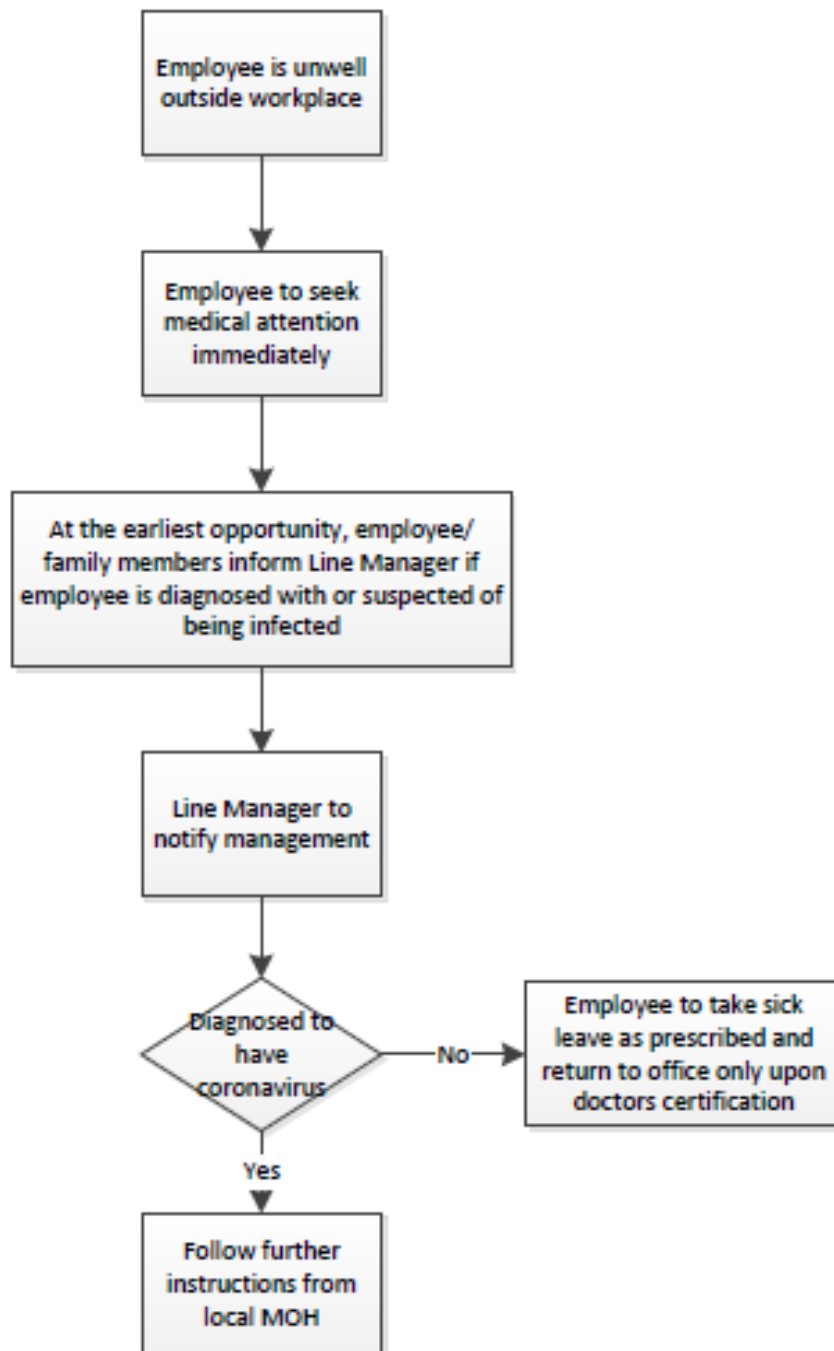 Employee is unwell
outside workplace
Employee to seek
medical attention
immediately
At the earliest opportunity, employee/
family members inform Line Manager if
employee is diagnosed with or suspected of
being infected
Line Manager to
notify management
Diagnosed to
have
coronavirus
No
Employee to take sick
leave as prescribed and
return to office only upon
doctors certification
Yes
Follow further
instructions from
local MOH